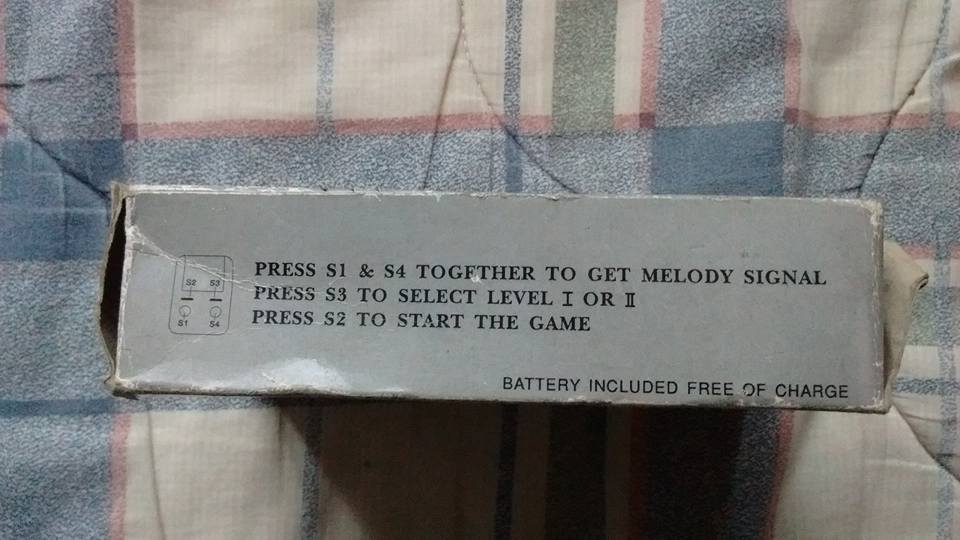 S2 S3
S1 S4
PRESS S1 & S4 TOGETHER TO GET MELODY SIGNAL
PRESS S3 TO SELECT LEVEL I OR II
PRESS S2 TO START THE GAME
BATTERY INCLUDED FREE OF CHARGE